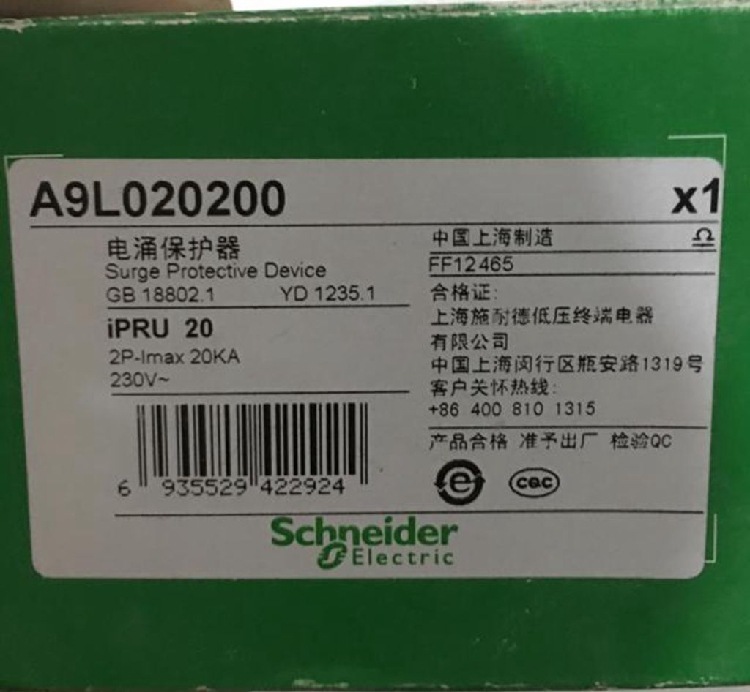 A9L020200 x1
电涌保护器
Surge Protective Device
GB 18802.1 YD 1235.1
iPRU 20
2P-Imax 20KA
230V~
6 935529 422924
中国上海制造
FF12465
合格证:
上海施耐德低压终端电器
有限公司
中国上海闵行区瓶安路1319号
客户关怀热线:
+86 400 810 1315
产品合格 准予出厂 检验QC
e
CQC
Schneider
Electric